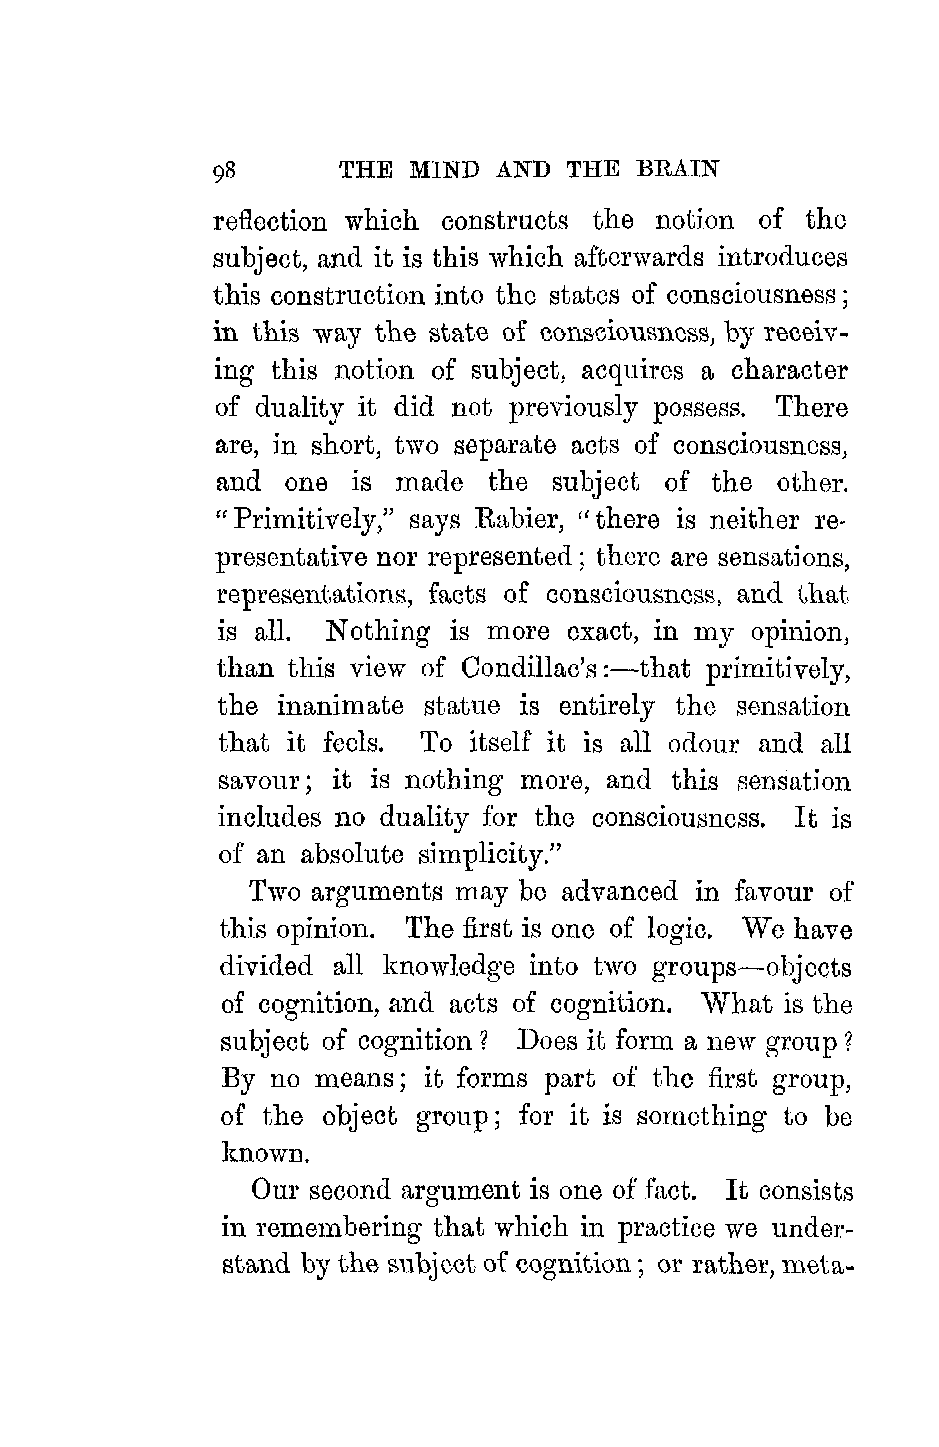 98 THE MIND AND THE BRAIN
reflection which constructs the notion of the
subject, and it is this which afterwards introduces
this construction into the states of consciousness;
in this way the state of consciousness, by receiv-
ing this notion of subject, acquires a character
of duality it did not previously possess. There
are, in short, two separate acts of consciousness,
and one is made the subject of the other.
"Primitively," says Rabier, "there is neither re-
presentative nor represented; there are sensations,
representations, facts of consciousness, and that
is all. Nothing is more exact, in my opinion,
than this view of Condillac's:—that primitively,
the inanimate statue is entirely the sensation
that it feels. To itself it is all odour and all
savour; it is nothing more, and this sensation
includes no duality for the consciousness. It is
of an absolute simplicity."
Two arguments may be advanced in favour of
this opinion. The first is one of logic. We have
divided all knowledge into two groups—objects
of cognition, and acts of cognition. What is the
subject of cognition? Does it form a new group?
By no means; it forms part of the first group,
of the object group; for it is something to be
known.
Our second argument is one of fact. It consists
in remembering that which in practice we under-
stand by the subject of cognition; or rather, meta-